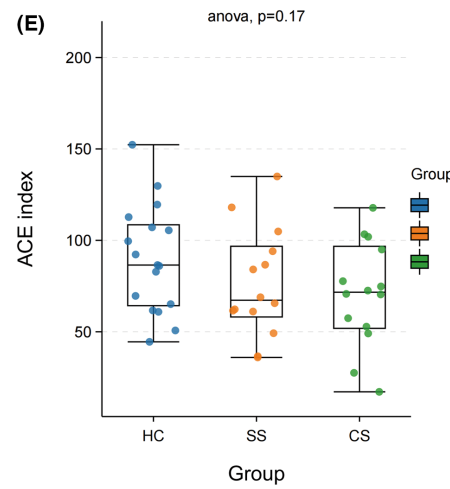 (E)
anova, p=0.17
200
150
100
50
ACE index
HC
SS
CS
Group
Group